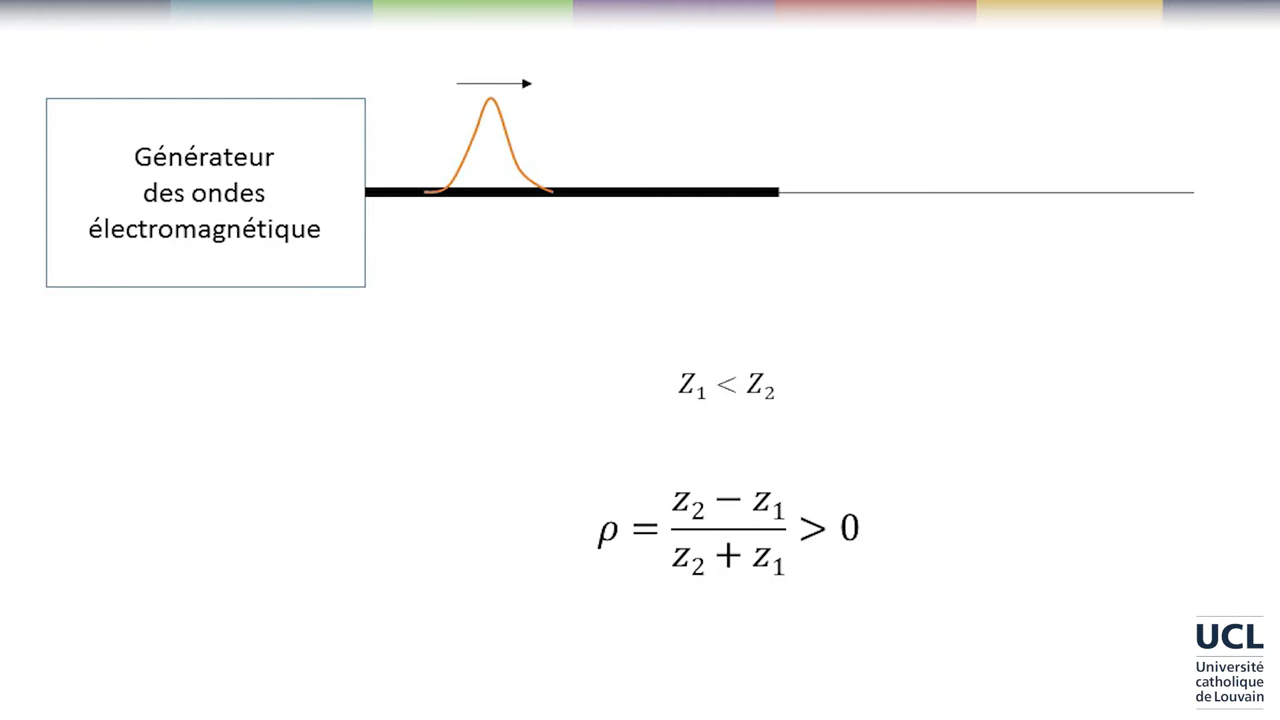 Générateur
des ondes
électromagnétique
Z₁ < Z₂
ρ = (z₂ − z₁)/(z₂ + z₁) > 0
UCL
Université
catholique
de Louvain